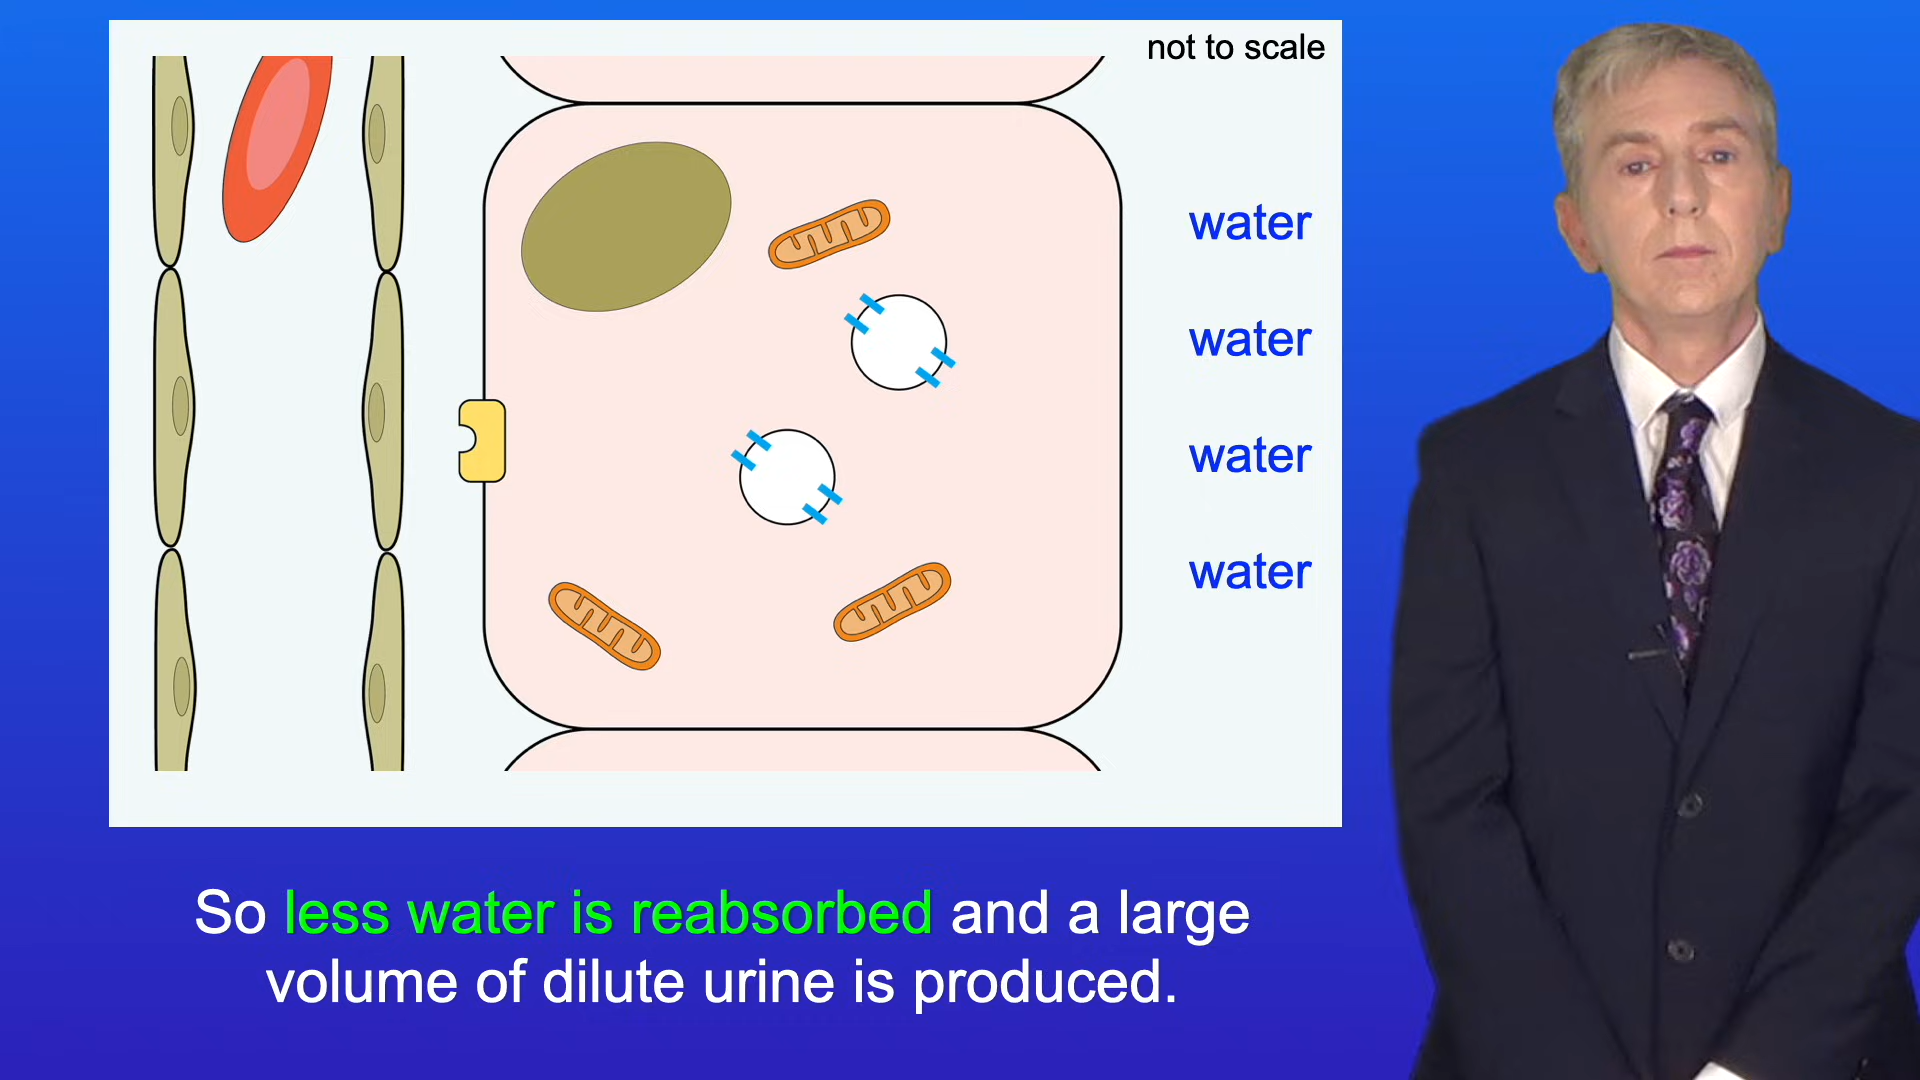 not to scale
water
water
water
water
So less water is reabsorbed and a large
volume of dilute urine is produced.